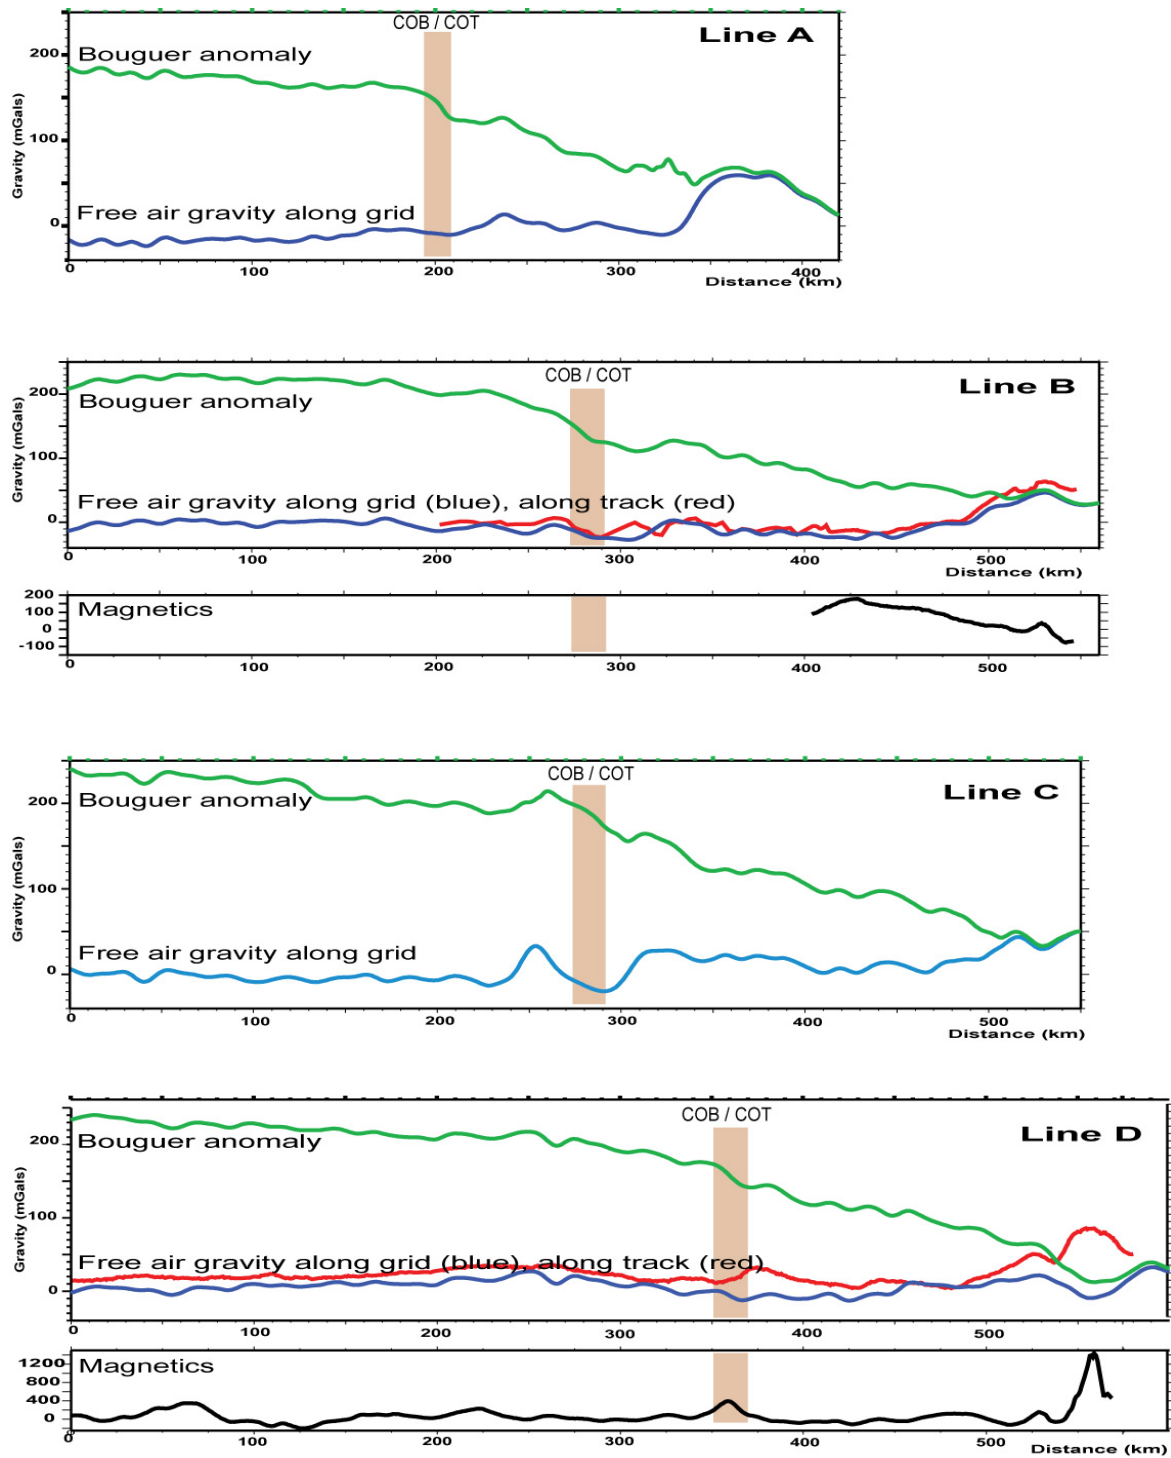 COB / COT
Line A
200
Bouguer anomaly
Gravity (mGals)
100
Free air gravity along grid
0
0 100 200 300 400
Distance (km)
COB / COT
Line B
200
Bouguer anomaly
Gravity (mGals)
100
Free air gravity along grid (blue), along track (red)
0
0 100 200 300 400 500
Distance (km)
200
Magnetics
100
0
-100
0 100 200 300 400 500
COB / COT
Line C
200
Bouguer anomaly
Gravity (mGals)
100
Free air gravity along grid
0
0 100 200 300 400 500
Distance (km)
COB / COT
Line D
200
Bouguer anomaly
Gravity (mGals)
100
Free air gravity along grid (blue), along track (red)
0
0 100 200 300 400 500
Magnetics
1200
800
400
0
0 100 200 300 400 500
Distance (km)